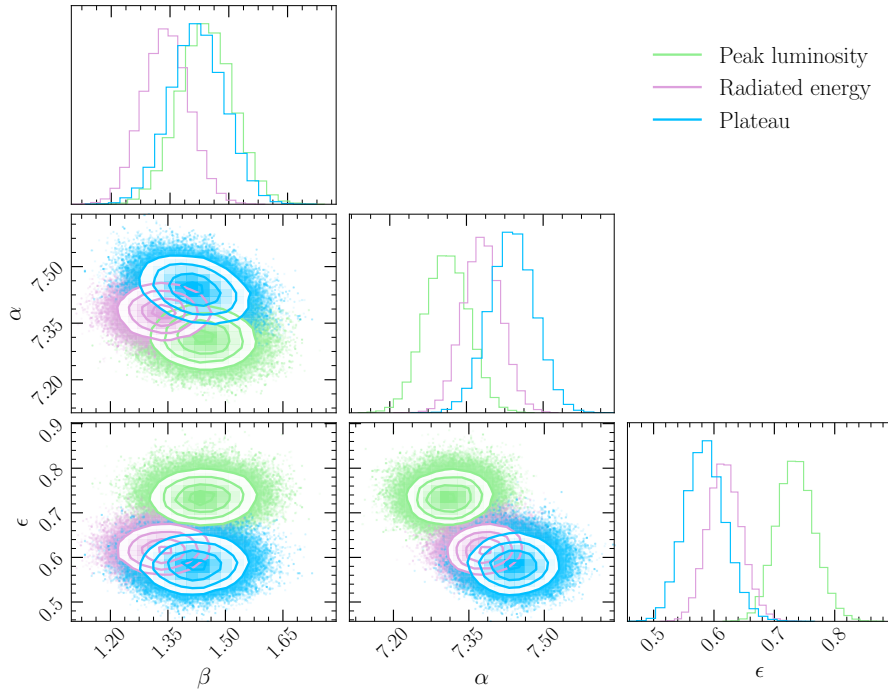 Peak luminosity
Radiated energy
Plateau
α
7.50
7.35
7.20
ϵ
0.9
0.8
0.7
0.6
0.5
1.20 1.35 1.50 1.65
β
7.20 7.35 7.50
α
0.5 0.6 0.7 0.8
ϵ